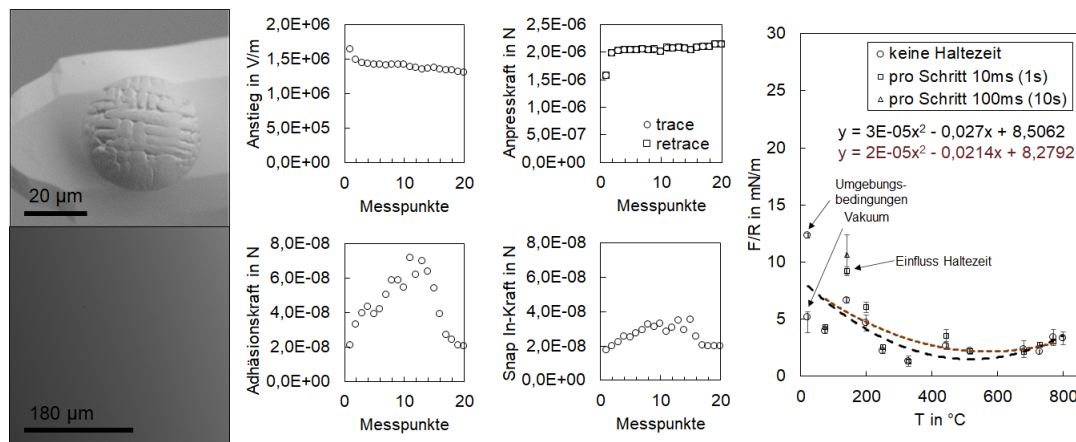 20 µm
180 µm
Anstieg in V/m
2,0E+06
1,5E+06
1,0E+06
5,0E+05
0,0E+00
0
10
20
Messpunkte
Anpresskraft in N
2,5E-06
2,0E-06
1,5E-06
1,0E-06
5,0E-07
0,0E+00
trace
retrace
0
10
20
Messpunkte
Adhäsionskraft in N
8,0E-08
6,0E-08
4,0E-08
2,0E-08
0,0E+00
0
10
20
Messpunkte
Snap In-Kraft in N
8,0E-08
6,0E-08
4,0E-08
2,0E-08
0,0E+00
0
10
20
Messpunkte
F/R in mN/m
30
25
20
15
10
5
0
keine Haltezeit
pro Schritt 10ms (1s)
pro Schritt 100ms (10s)
y = 3E-05x² - 0,027x + 8,5062
y = 2E-05x² - 0,0214x + 8,2792
Umgebungs-
bedingungen
Vakuum
Einfluss Haltezeit
0
200
400
600
800
T in °C